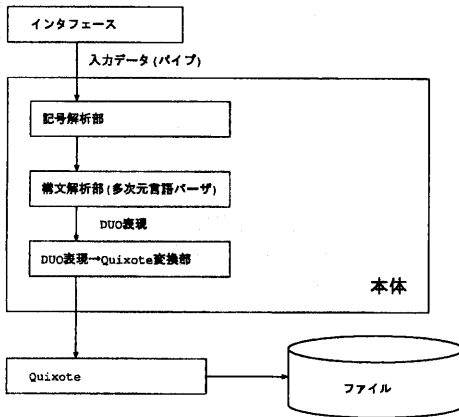 インタフェース
入力データ(パイプ)
記号解析部
構文解析部(多次元言語パーザ)
DUO表現
DUO表現→Quixote変換部
本体
Quixote
ファイル